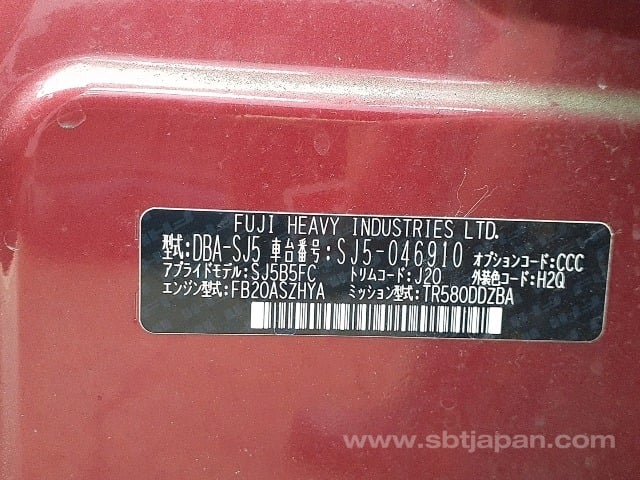 FUJI HEAVY INDUSTRIES LTD.
型式:DBA-SJ5 車台番号:SJ5-046910 オプションコード:CCC
アプライドモデル:SJ5B5FC トリムコード:J20 外装色コード:H2Q
エンジン型式:FB20ASZHYA ミッション型式:TR580DDZBA
www.sbtjapan.com